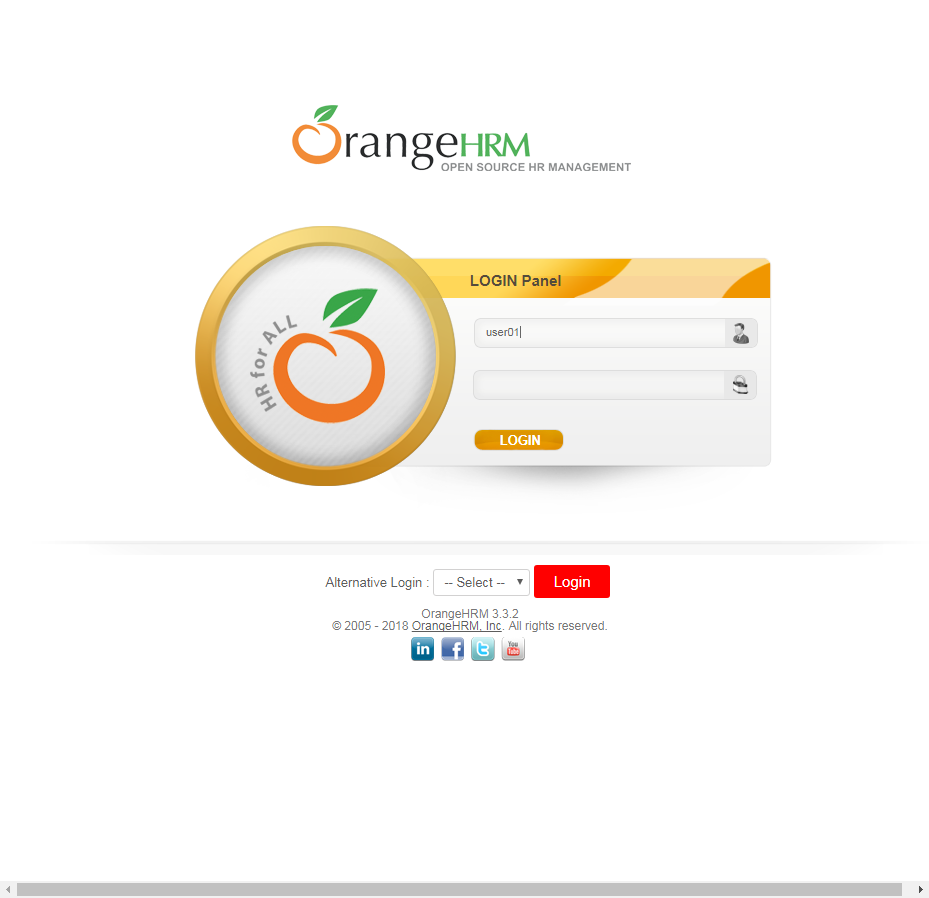 OrangeHRM
OPEN SOURCE HR MANAGEMENT
HR for ALL
LOGIN Panel
user01
LOGIN
Alternative Login : -- Select -- Login
OrangeHRM 3.3.2
© 2005 - 2018 OrangeHRM, Inc. All rights reserved.
in f t You Tube